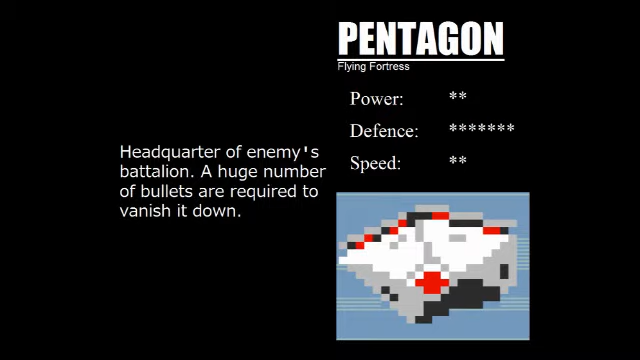 PENTAGON
Flying Fortress
Power: **
Defence: *******
Speed: **
Headquarter of enemy's
battalion. A huge number
of bullets are required to
vanish it down.